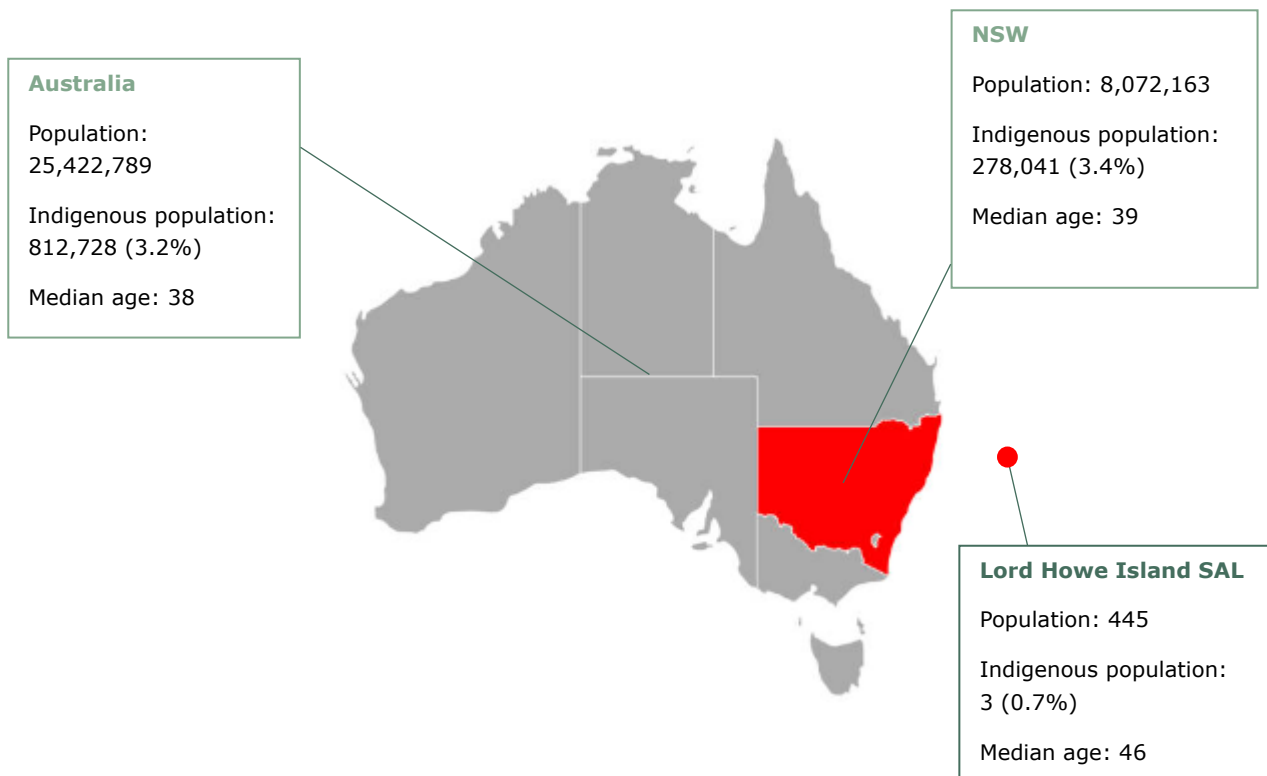 Australia
Population:
25,422,789
Indigenous population:
812,728 (3.2%)
Median age: 38
NSW
Population: 8,072,163
Indigenous population:
278,041 (3.4%)
Median age: 39
Lord Howe Island SAL
Population: 445
Indigenous population:
3 (0.7%)
Median age: 46